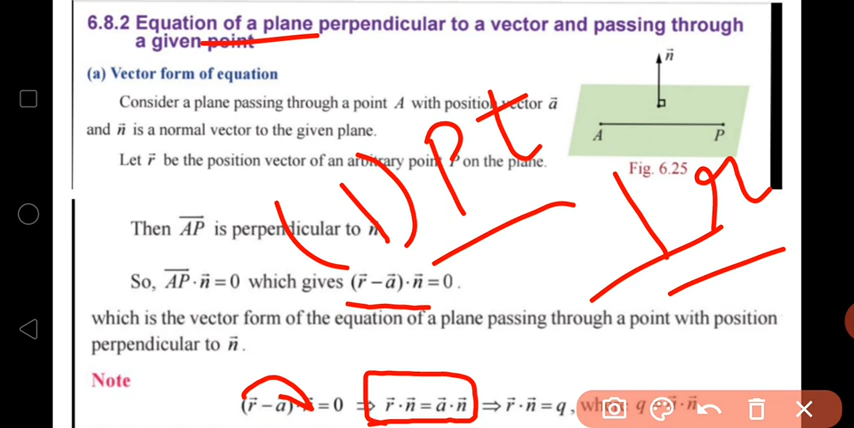 6.8.2 Equation of a plane perpendicular to a vector and passing through
a given point
(a) Vector form of equation
Consider a plane passing through a point A with position vector a⃗
and n⃗ is a normal vector to the given plane.
Let r⃗ be the position vector of an arbitrary point P on the plane.
n⃗
A P
Fig. 6.25
(1) Pt
Then AP⃗ is perpendicular to n⃗
So, AP⃗ · n⃗ = 0 which gives (r⃗ − a⃗) · n⃗ = 0 .
which is the vector form of the equation of a plane passing through a point with position
perpendicular to n⃗ .
Note
(r⃗ − a⃗) · = 0 ⇒ r⃗ · n⃗ = a⃗ · n⃗ ⇒ r⃗ · n⃗ = q , where q · n⃗